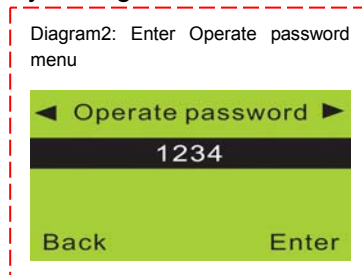 Diagram2: Enter Operate password
menu
◄ Operate password ►
1234
Back Enter